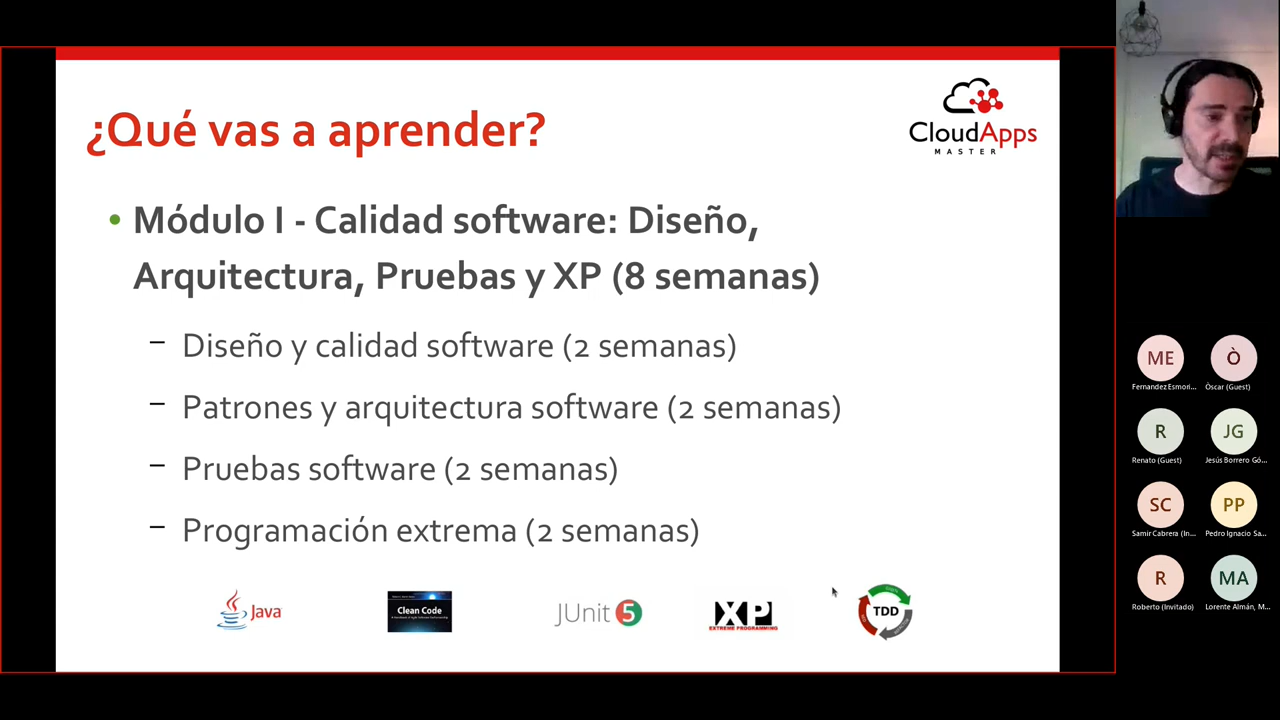 ¿Qué vas a aprender?
CloudApps
MASTER
• Módulo I - Calidad software: Diseño,
Arquitectura, Pruebas y XP (8 semanas)
– Diseño y calidad software (2 semanas)
– Patrones y arquitectura software (2 semanas)
– Pruebas software (2 semanas)
– Programación extrema (2 semanas)
Java
Clean Code
JUnit 5
XP
EXTREME PROGRAMMING
TDD
ME
Fernandez Esmori...
Ò
Òscar (Guest)
R
Renato (Guest)
JG
Jesús Borrero Gó...
SC
Samir Cabrera (In...
PP
Pedro Ignacio Sa...
R
Roberto (Invitado)
MA
Lorente Almán, M...